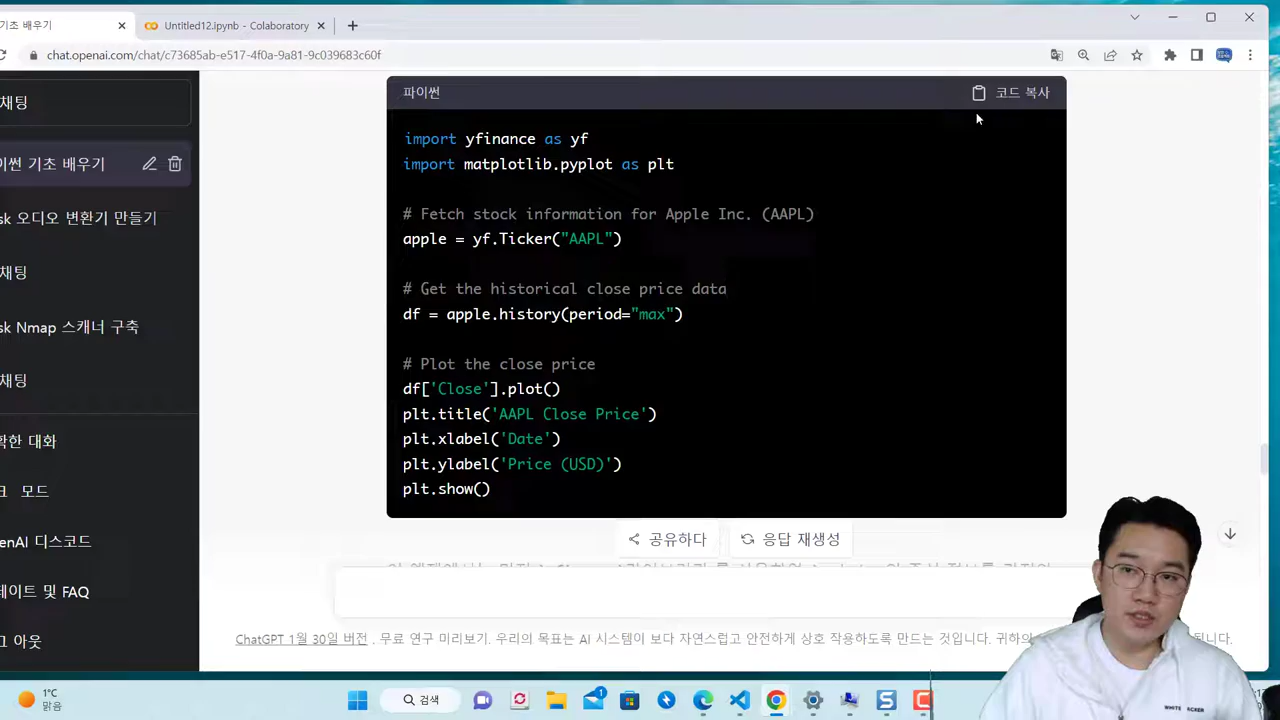 기초 배우기
Untitled12.ipynb - Colaboratory
chat.openai.com/chat/c73685ab-e517-4f0a-9a81-9c039683c60f
채팅
이썬 기초 배우기
sk 오디오 변환기 만들기
채팅
sk Nmap 스캐너 구축
채팅
확한 대화
크 모드
enAI 디스코드
데이트 및 FAQ
그 아웃
파이썬
코드 복사
import yfinance as yf
import matplotlib.pyplot as plt
# Fetch stock information for Apple Inc. (AAPL)
apple = yf.Ticker("AAPL")
# Get the historical close price data
df = apple.history(period="max")
# Plot the close price
df['Close'].plot()
plt.title('AAPL Close Price')
plt.xlabel('Date')
plt.ylabel('Price (USD)')
plt.show()
공유하다
응답 재생성
ChatGPT 1월 30일 버전 . 무료 연구 미리보기. 우리의 목표는 AI 시스템이 보다 자연스럽고 안전하게 상호 작용하도록 만드는 것입니다. 귀하의 됩니다.
1°C
맑음
검색
1
WHITE